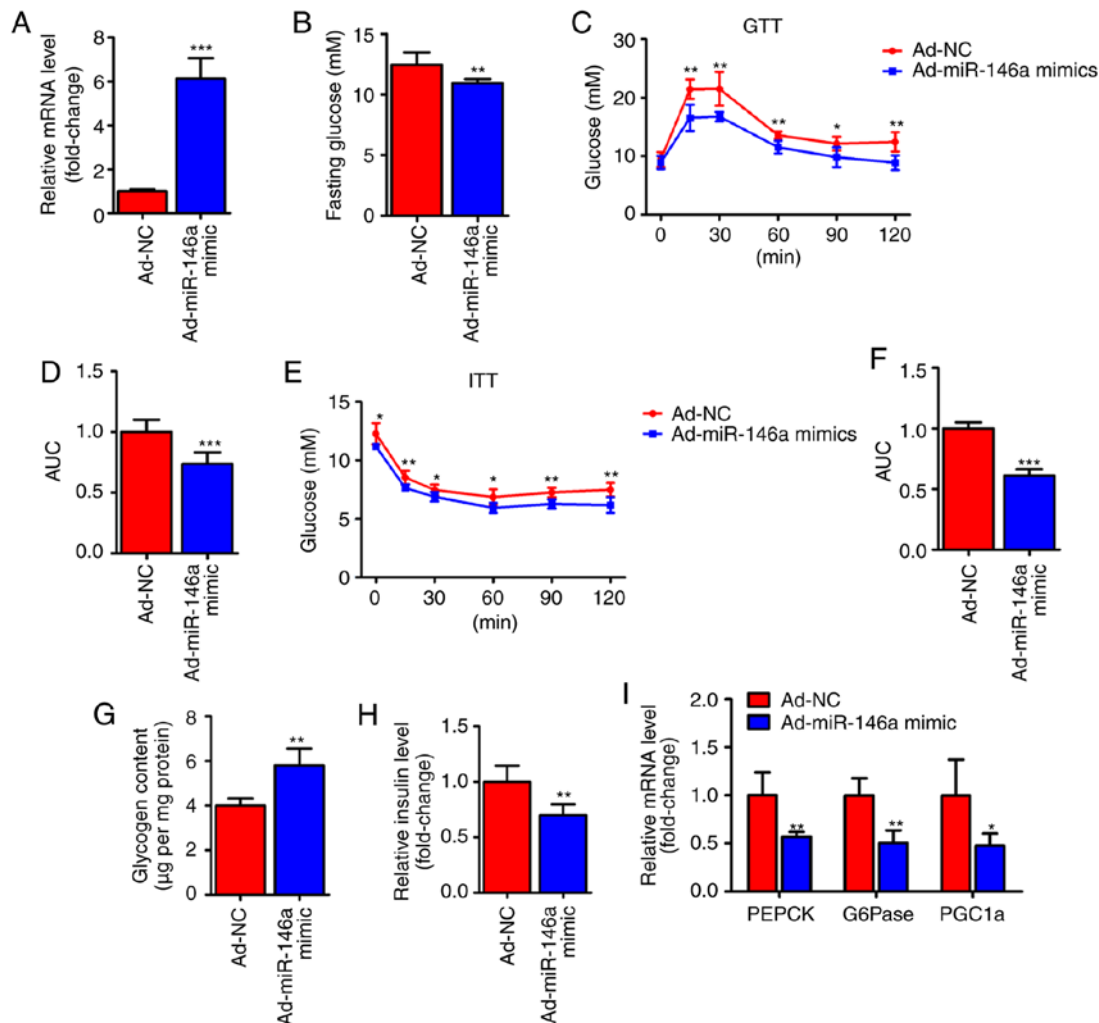 A
Relative mRNA level
(fold-change)
8
6
4
2
0
***
Ad-NC
Ad-miR-146a
mimic
B
Fasting glucose (mM)
15
10
5
0
**
Ad-NC
Ad-miR-146a
mimic
C
GTT
Glucose (mM)
30
20
10
0
** ** ** * **
0 30 60 90 120
(min)
Ad-NC
Ad-miR-146a mimics
D
AUC
1.5
1.0
0.5
0.0
***
Ad-NC
Ad-miR-146a
mimic
E
ITT
Glucose (mM)
15
10
5
0
* ** * * ** **
0 30 60 90 120
(min)
Ad-NC
Ad-miR-146a mimics
F
AUC
1.5
1.0
0.5
0.0
***
Ad-NC
Ad-miR-146a
mimic
G
Glycogen content
(µg per mg protein)
8
6
4
2
0
**
Ad-NC
Ad-miR-146a
mimic
H
Relative insulin level
(fold-change)
1.5
1.0
0.5
0.0
**
Ad-NC
Ad-miR-146a
mimic
I
Relative mRNA level
(fold-change)
2.0
1.5
1.0
0.5
0.0
Ad-NC
Ad-miR-146a mimic
** ** *
PEPCK G6Pase PGC1a